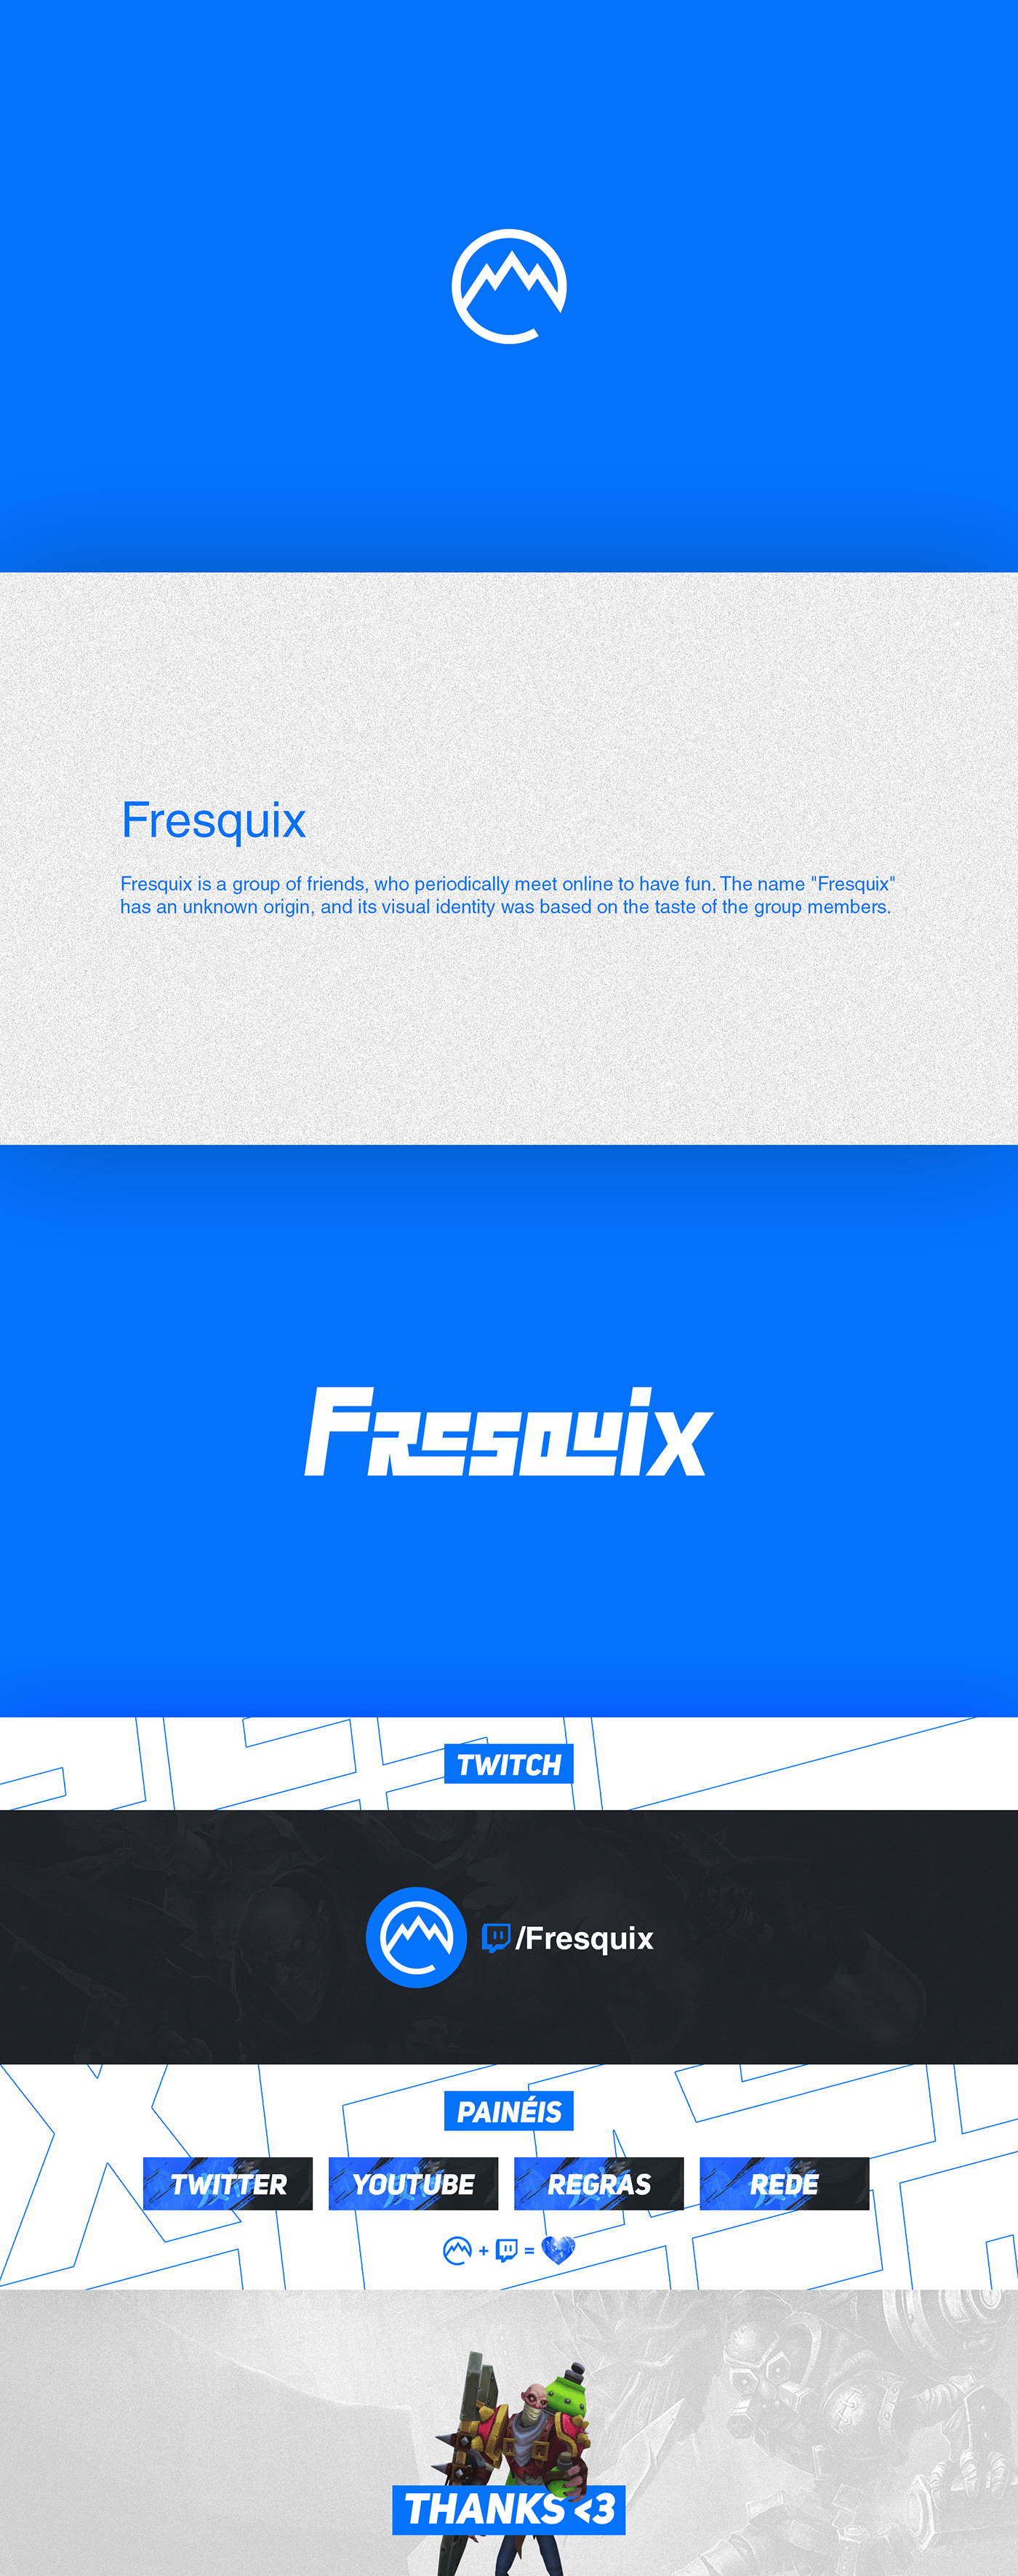 Fresquix
Fresquix is a group of friends, who periodically meet online to have fun. The name "Fresquix"
has an unknown origin, and its visual identity was based on the taste of the group members.
Fresquix
TWITCH
/Fresquix
PAINÉIS
TWITTER
YOUTUBE
REGRAS
REDE
+ =
THANKS <3